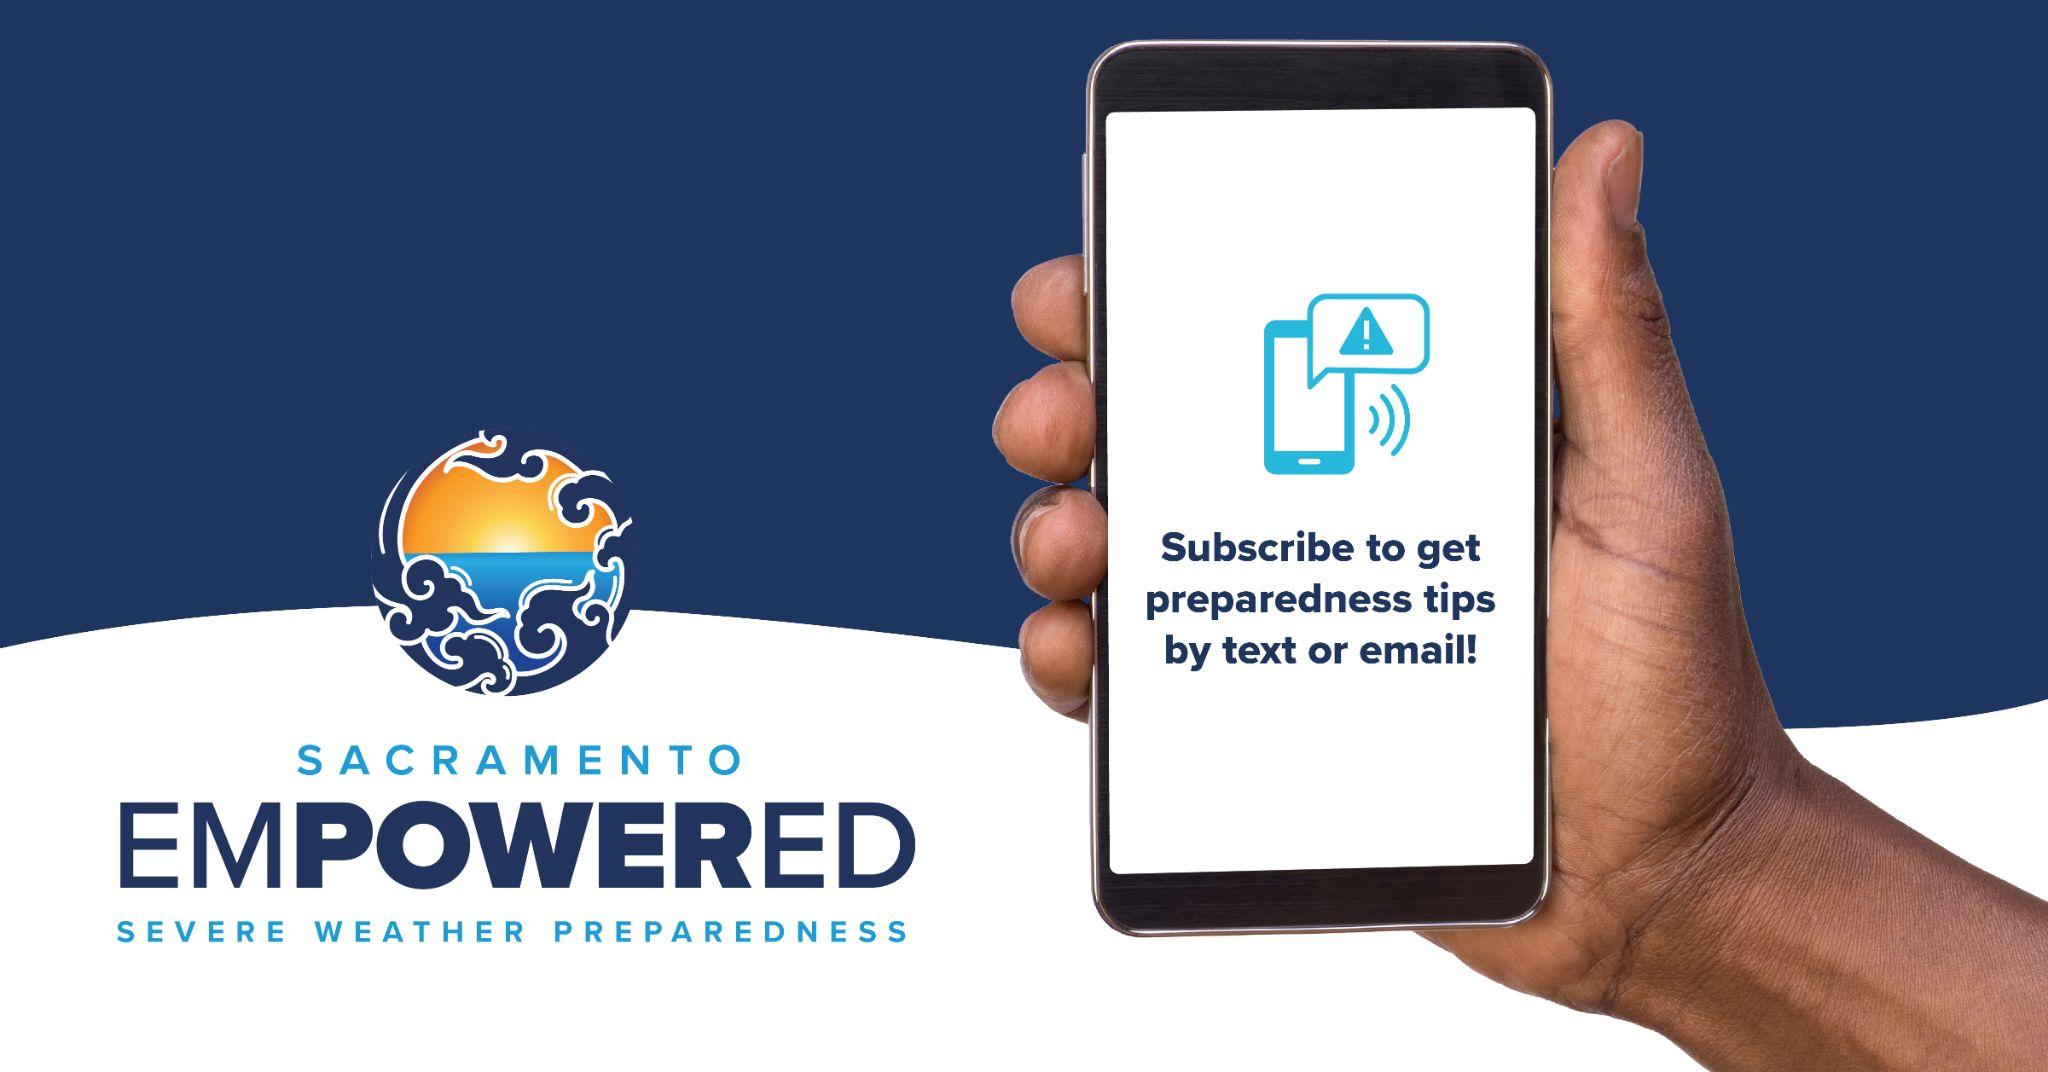 SACRAMENTO
EMPOWERED
SEVERE WEATHER PREPAREDNESS
Subscribe to get
preparedness tips
by text or email!